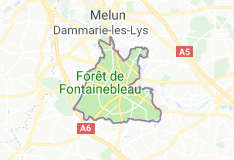 Melun
Dammarie-les-Lys
A5
Forêt de
Fontainebleau
A6